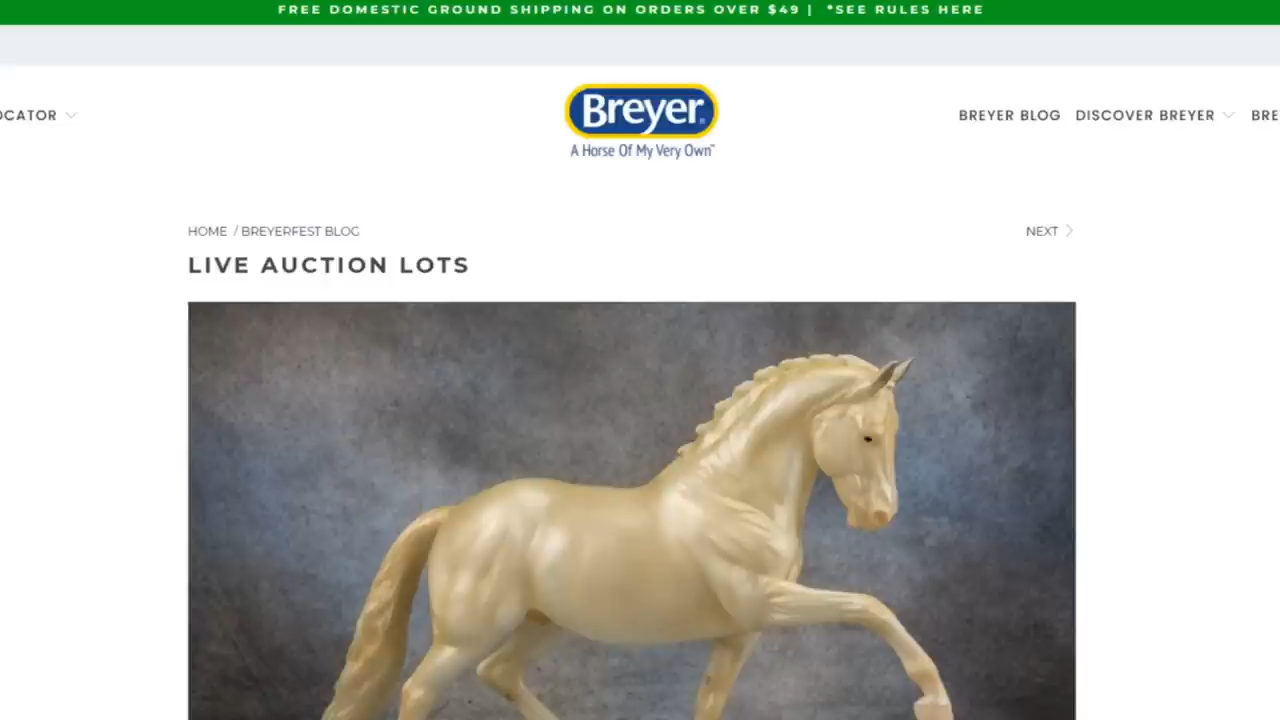 FREE DOMESTIC GROUND SHIPPING ON ORDERS OVER $49 | *SEE RULES HERE
OCATOR
Breyer®
A Horse Of My Very Own™
BREYER BLOG DISCOVER BREYER BRE
HOME / BREYERFEST BLOG
NEXT
LIVE AUCTION LOTS